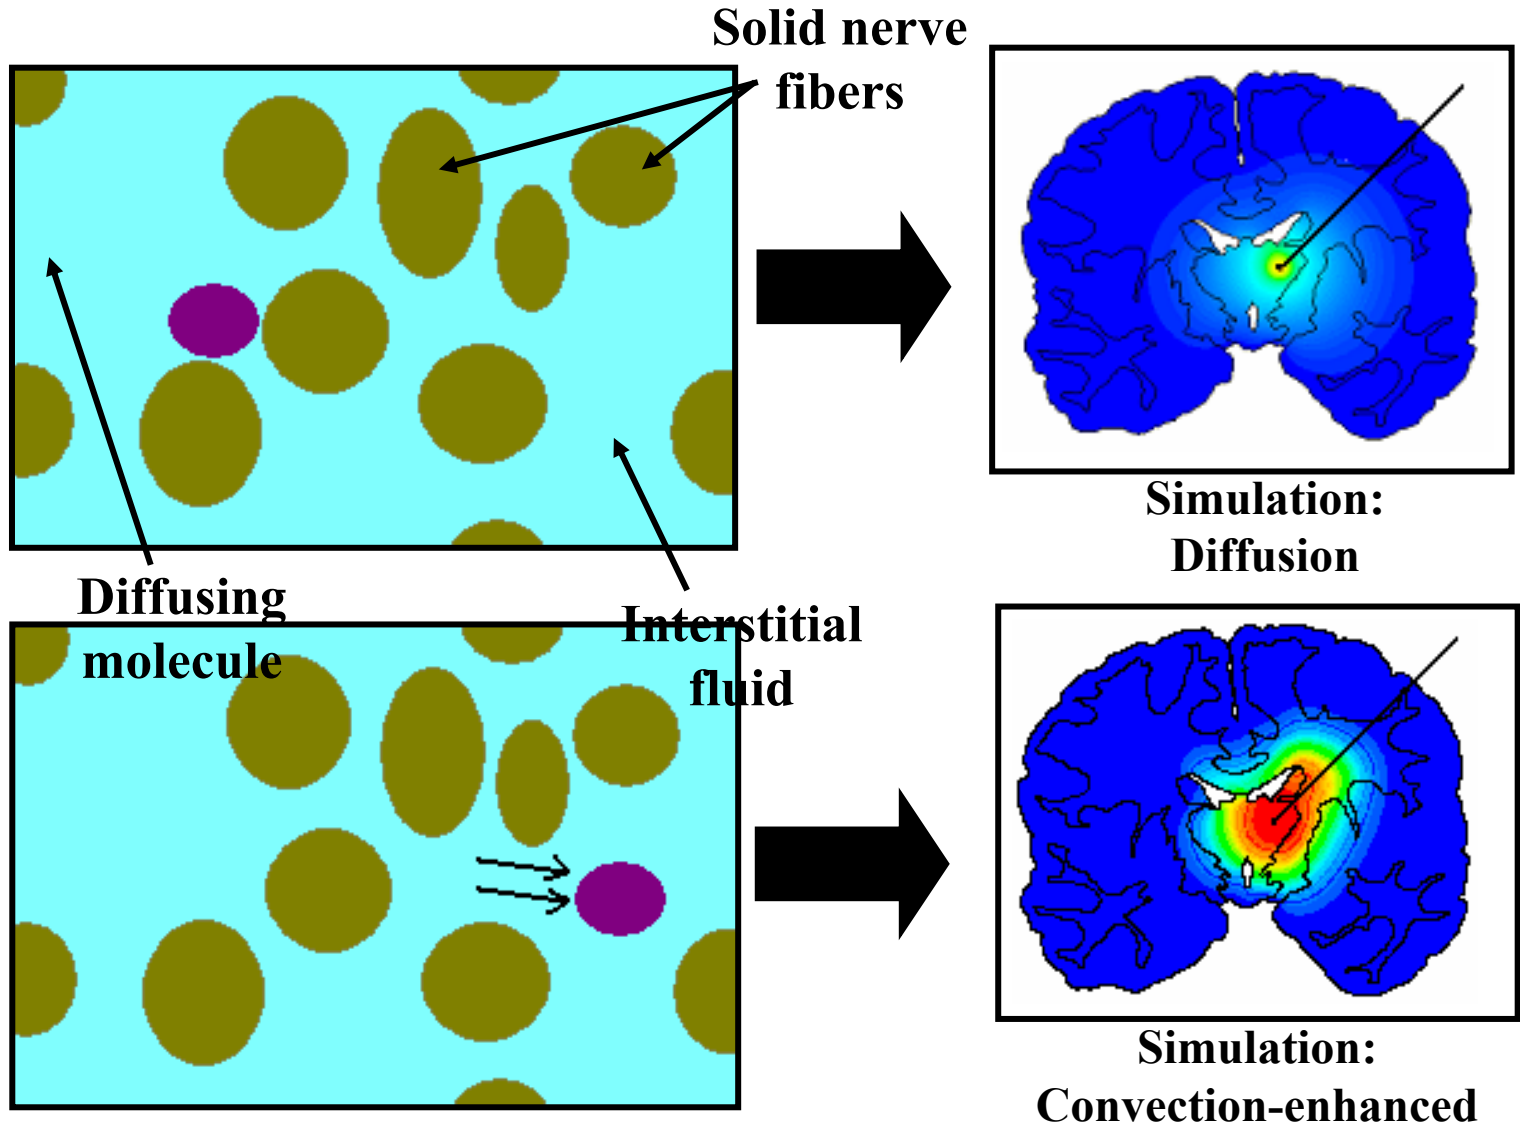 Solid nerve
fibers
Simulation:
Diffusion
Diffusing
molecule
Interstitial
fluid
Simulation:
Convection-enhanced